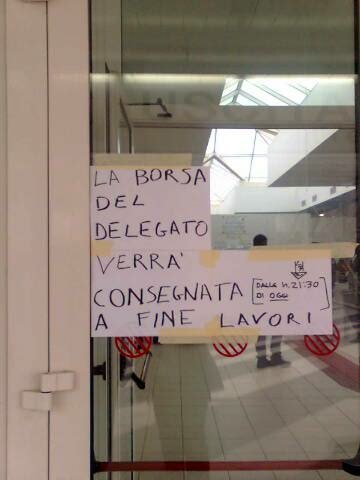 LA BORSA
DEL
DELEGATO
VERRA'
CONSEGNATA [DALLE h. 21:30
DI OGGI]
A FINE LAVORI